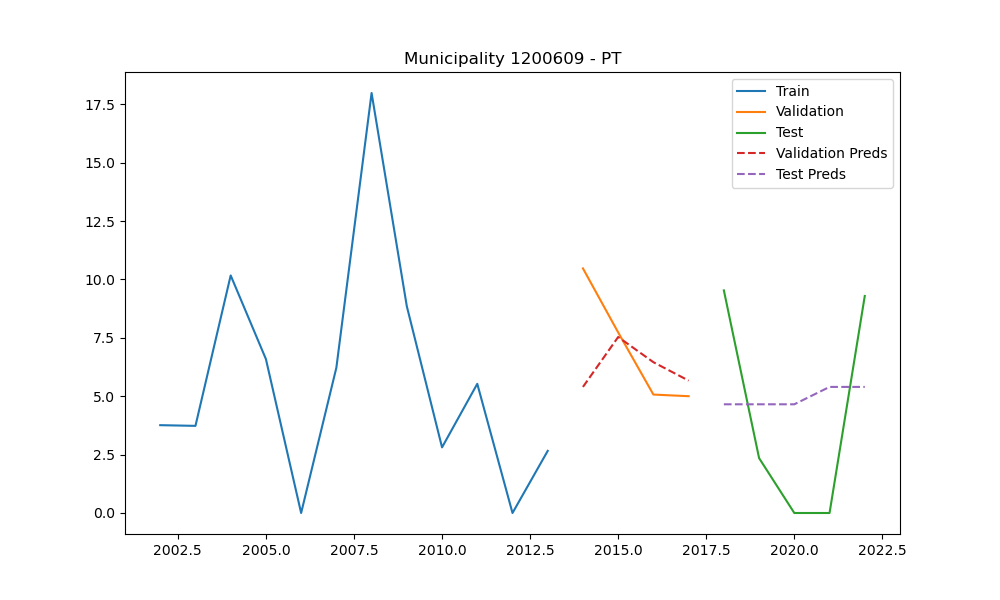 Municipality 1200609 - PT
Train
Validation
Test
Validation Preds
Test Preds
17.5
15.0
12.5
10.0
7.5
5.0
2.5
0.0
2002.5 2005.0 2007.5 2010.0 2012.5 2015.0 2017.5 2020.0 2022.5